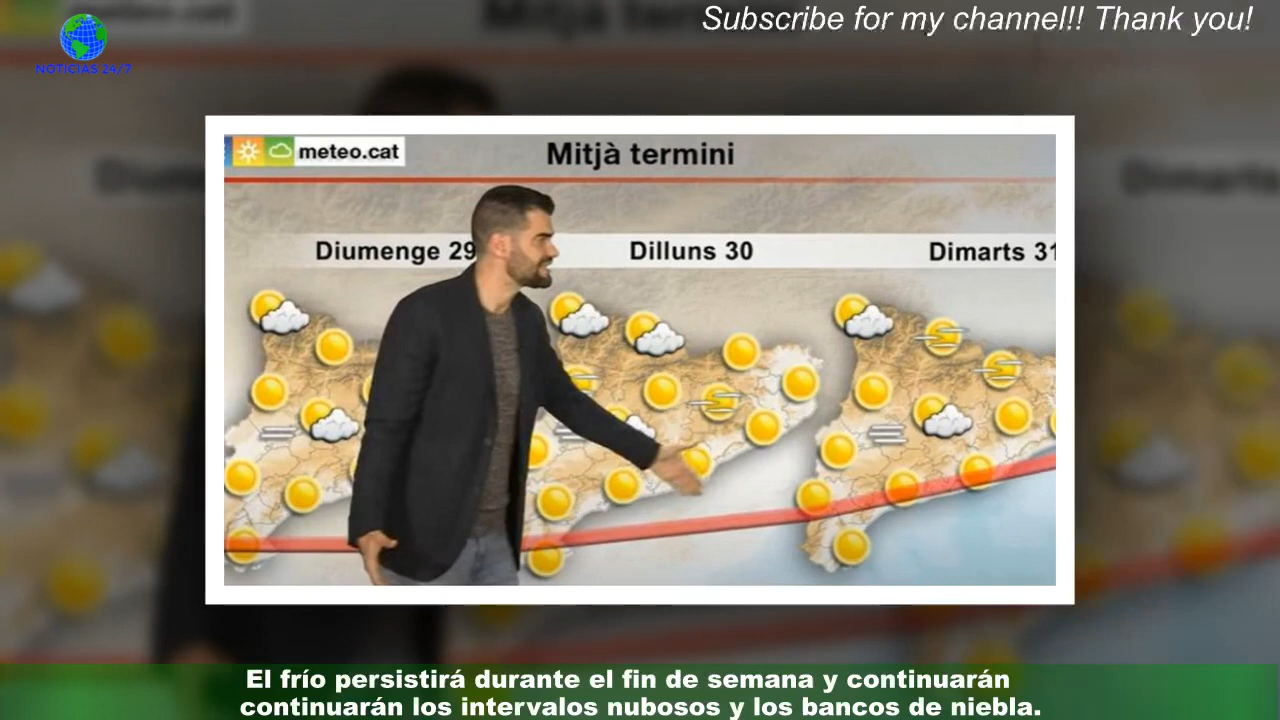 Subscribe for my channel!! Thank you!
NOTICIAS 24/7
meteo.cat
Mitjà termini
Diumenge 29
Dilluns 30
Dimarts 31
El frío persistirá durante el fin de semana y continuarán
continuarán los intervalos nubosos y los bancos de niebla.